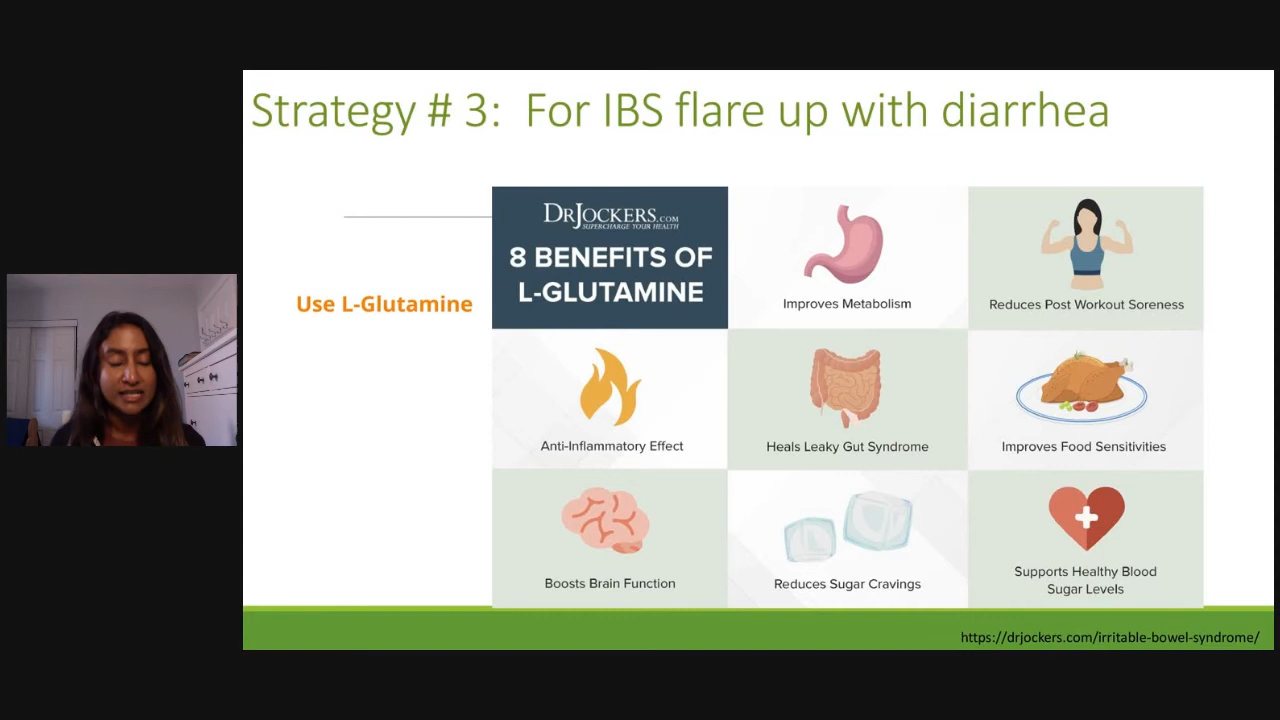 Strategy # 3: For IBS flare up with diarrhea
Use L-Glutamine
DRJOCKERS.COM
SUPERCHARGE YOUR HEALTH
8 BENEFITS OF
L-GLUTAMINE
Improves Metabolism
Reduces Post Workout Soreness
Anti-Inflammatory Effect
Heals Leaky Gut Syndrome
Improves Food Sensitivities
Boosts Brain Function
Reduces Sugar Cravings
Supports Healthy Blood
Sugar Levels
https://drjockers.com/irritable-bowel-syndrome/